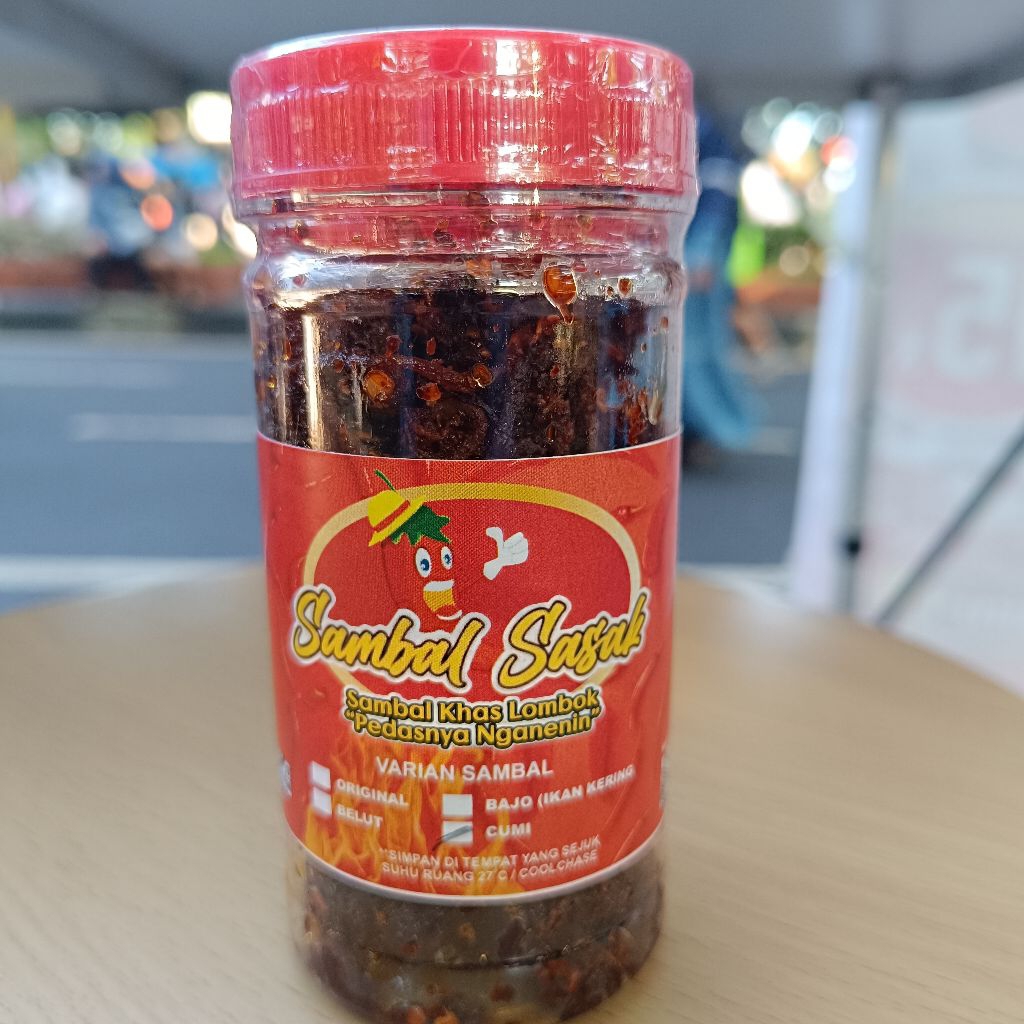 Sambal Sasak
Sambal Khas Lombok
"Pedasnya Nganenin"
VARIAN SAMBAL
ORIGINAL
BAJO (IKAN KERING
BELUT
CUMI
**SIMPAN DI TEMPAT YANG SEJUK
SUHU RUANG 27°C / COOL CHASE